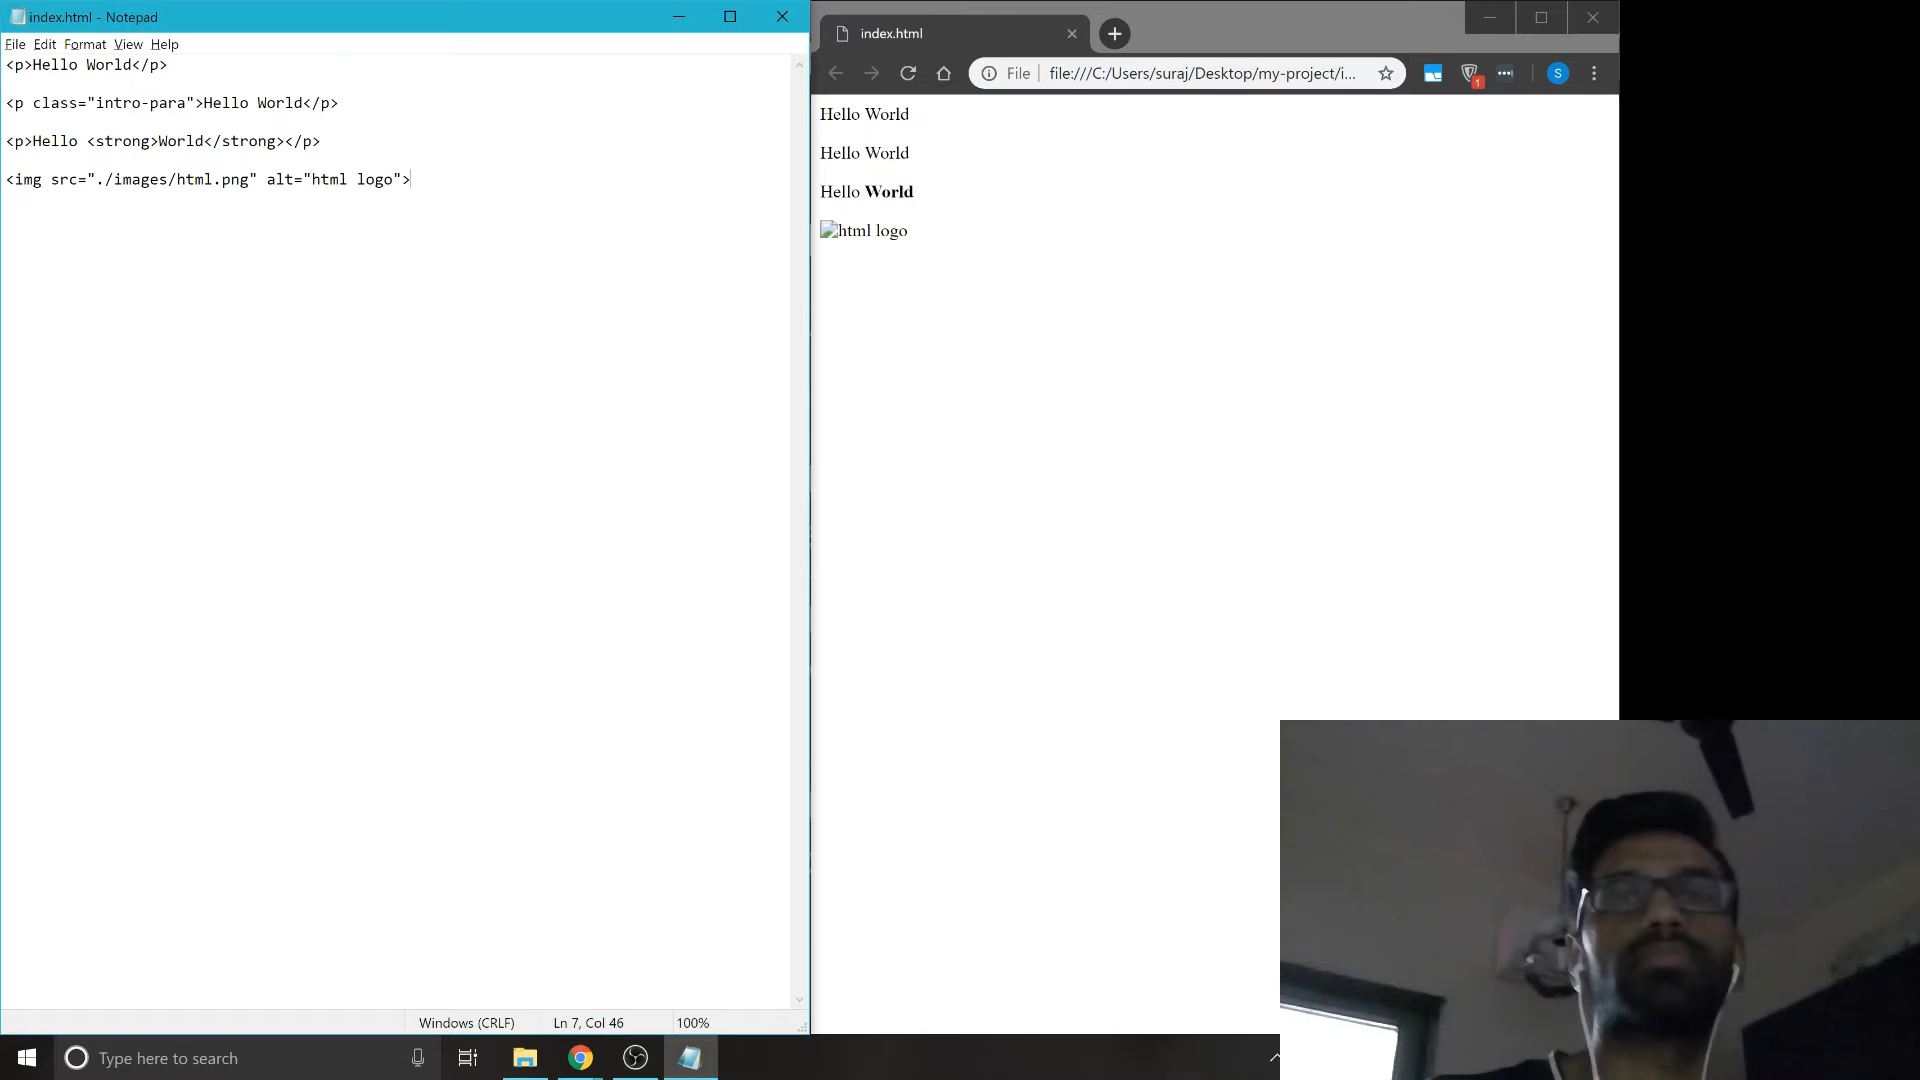 index.html - Notepad
File Edit Format View Help
<p>Hello World</p>
<p class="intro-para">Hello World</p>
<p>Hello <strong>World</strong></p>
<img src="./images/html.png" alt="html logo">
Windows (CRLF) Ln 7, Col 46 100%
index.html
File file:///C:/Users/suraj/Desktop/my-project/i...
1
S
Hello World
Hello World
Hello World
html logo
Type here to search